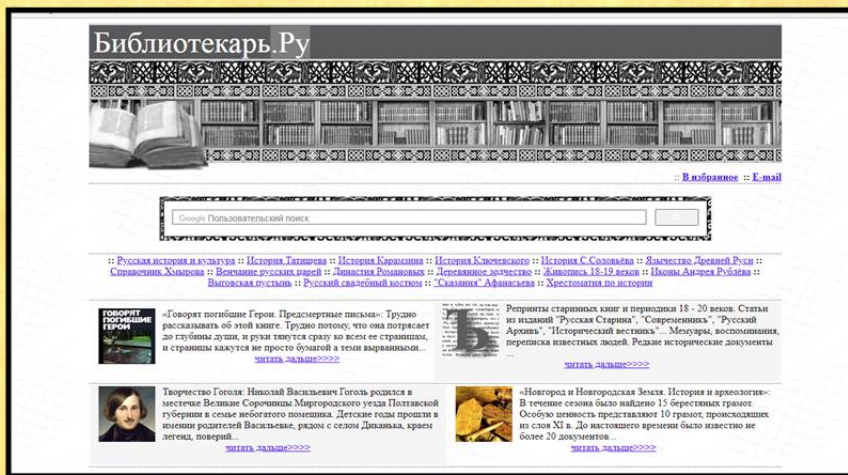 Библиотекарь.Ру
:: В избранное :: E-mail
Google Пользовательский поиск
:: Русская история и культура :: История Татищева :: История Карамзина :: История Ключевского :: История С.Соловьёва :: Язычество Древней Руси ::
Справочник Хмырова :: Венчание русских царей :: Династия Романовых :: Деревянное зодчество :: Живопись 18-19 веков :: Иконы Андрея Рублёва ::
Выговская пустынь :: Русский свадебный костюм :: "Сказания" Афанасьева :: Хрестоматия по истории
ГОВОРЯТ
ПОГИБШИЕ
ГЕРОИ
«Говорят погибшие Герои. Предсмертные письма»: Трудно
рассказывать об этой книге. Трудно потому, что она потрясает
до глубины души, и руки тянутся сразу ко всем ее страницам,
и страницы кажутся не просто бумагой а теми вырванными...
читать дальше>>>>
Ъ
Репринты старинных книг и периодики 18 - 20 веков. Статьи
из изданий "Русская Старина", "Современникъ", "Русский
Архивъ", "Исторический вестникъ"... Мемуары, воспоминания,
переписка известных людей. Редкие исторические документы
...
читать дальше>>>>
Творчество Гоголя: Николай Васильевич Гоголь родился в
местечке Великие Сорочинцы Миргородского уезда Полтавской
губернии в семье небогатого помещика. Детские годы прошли в
имении родителей Васильевке, рядом с селом Диканька, краем
легенд, поверий...
читать дальше>>>>
«Новгород и Новгородская Земля. История и археология»:
В течение сезона было найдено 15 берестяных грамот.
Особую ценность представляют 10 грамот, происходящих
из слоя XI в. До настоящего времени было известно не
более 20 документов...
читать дальше>>>>